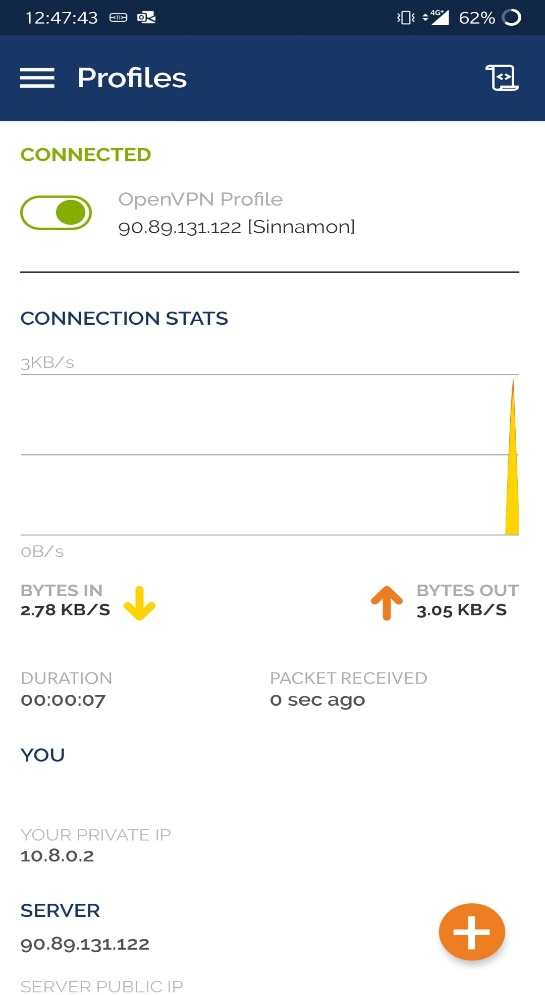 12:47:43
4G+ 62%
Profiles
CONNECTED
OpenVPN Profile
90.89.131.122 [Sinnamon]
CONNECTION STATS
3KB/s
0B/s
BYTES IN
2.78 KB/S
BYTES OUT
3.05 KB/S
DURATION
00:00:07
PACKET RECEIVED
0 sec ago
YOU
YOUR PRIVATE IP
10.8.0.2
SERVER
90.89.131.122
SERVER PUBLIC IP